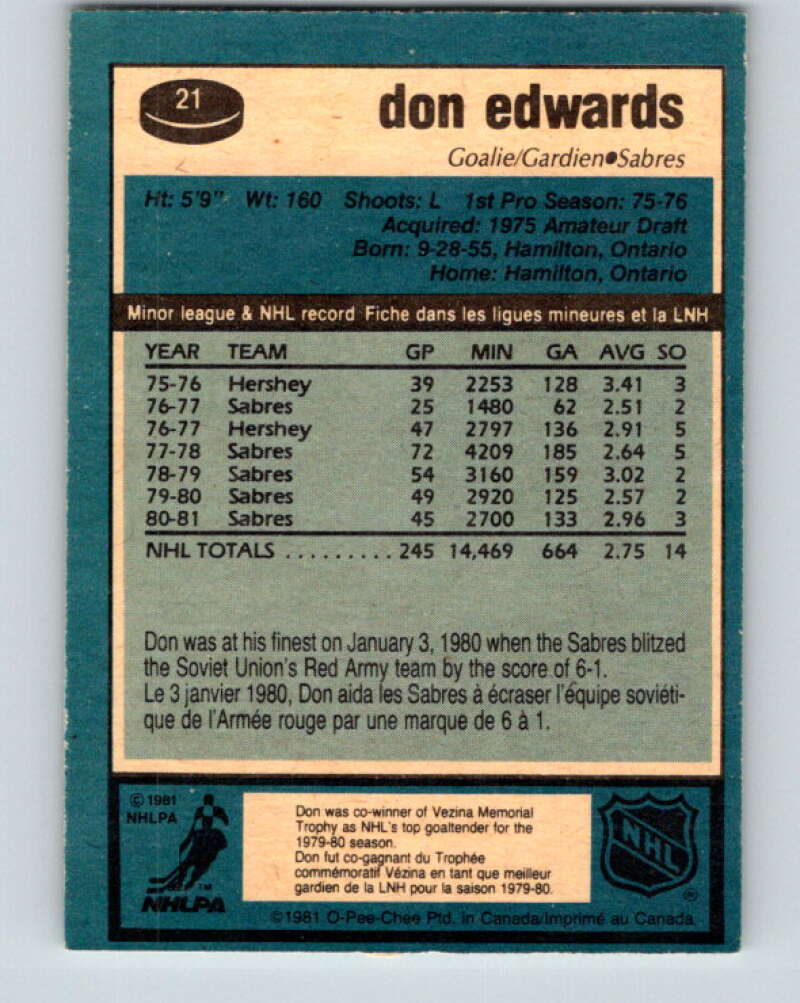 21
don edwards
Goalie/Gardien●Sabres
Ht: 5'9" Wt: 160 Shoots: L 1st Pro Season: 75-76
Acquired: 1975 Amateur Draft
Born: 9-28-55, Hamilton, Ontario
Home: Hamilton, Ontario
Minor league & NHL record Fiche dans les ligues mineures et la LNH
YEAR TEAM GP MIN GA AVG SO
75-76 Hershey 39 2253 128 3.41 3
76-77 Sabres 25 1480 62 2.51 2
76-77 Hershey 47 2797 136 2.91 5
77-78 Sabres 72 4209 185 2.64 5
78-79 Sabres 54 3160 159 3.02 2
79-80 Sabres 49 2920 125 2.57 2
80-81 Sabres 45 2700 133 2.96 3
NHL TOTALS ......... 245 14,469 664 2.75 14
Don was at his finest on January 3, 1980 when the Sabres blitzed
the Soviet Union's Red Army team by the score of 6-1.
Le 3 janvier 1980, Don aida les Sabres à écraser l'équipe soviéti-
que de l'Armée rouge par une marque de 6 à 1.
© 1981
NHLPA
Don was co-winner of Vezina Memorial
Trophy as NHL's top goaltender for the
1979-80 season.
Don fut co-gagnant du Trophée
commémoratif Vézina en tant que meilleur
gardien de la LNH pour la saison 1979-80.
TM
NHLPA
NHL
®
©1981 O-Pee-Chee Ptd. in Canada/Imprimé au Canada